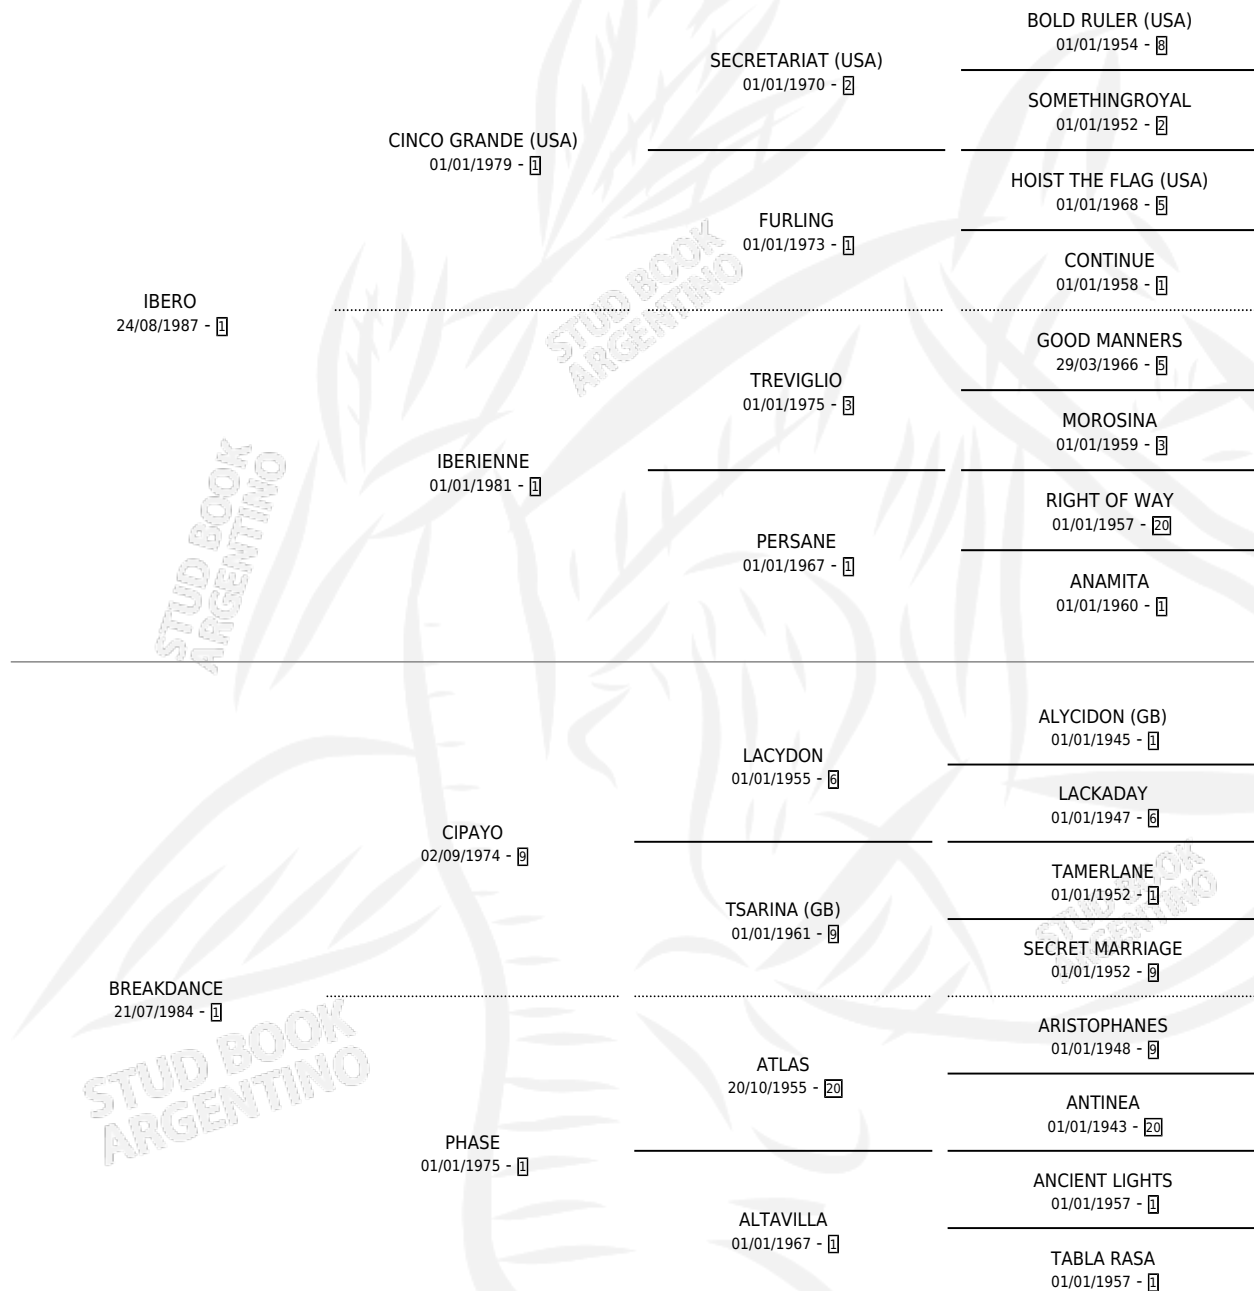 BOLD RULER (USA)
01/01/1954 - 8
SECRETARIAT (USA)
01/01/1970 - 2
SOMETHINGROYAL
01/01/1952 - 2
CINCO GRANDE (USA)
01/01/1979 - 1
HOIST THE FLAG (USA)
01/01/1968 - 5
FURLING
01/01/1973 - 1
CONTINUE
01/01/1958 - 1
IBERO
24/08/1987 - 1
GOOD MANNERS
29/03/1966 - 5
TREVIGLIO
01/01/1975 - 3
MOROSINA
01/01/1959 - 3
IBERIENNE
01/01/1981 - 1
RIGHT OF WAY
01/01/1957 - 20
PERSANE
01/01/1967 - 1
ANAMITA
01/01/1960 - 1
ALYCIDON (GB)
01/01/1945 - 1
LACYDON
01/01/1955 - 6
LACKADAY
01/01/1947 - 6
CIPAYO
02/09/1974 - 9
TAMERLANE
01/01/1952 - 1
TSARINA (GB)
01/01/1961 - 9
SECRET MARRIAGE
01/01/1952 - 9
BREAKDANCE
21/07/1984 - 1
ARISTOPHANES
01/01/1948 - 9
ATLAS
20/10/1955 - 20
ANTINEA
01/01/1943 - 20
PHASE
01/01/1975 - 1
ANCIENT LIGHTS
01/01/1957 - 1
ALTAVILLA
01/01/1967 - 1
TABLA RASA
01/01/1957 - 1
STUD BOOK
ARGENTINO
STUD BOOK
ARGENTINO
STUD BOOK
ARGENTINO
STUD BOOK
ARGENTINO